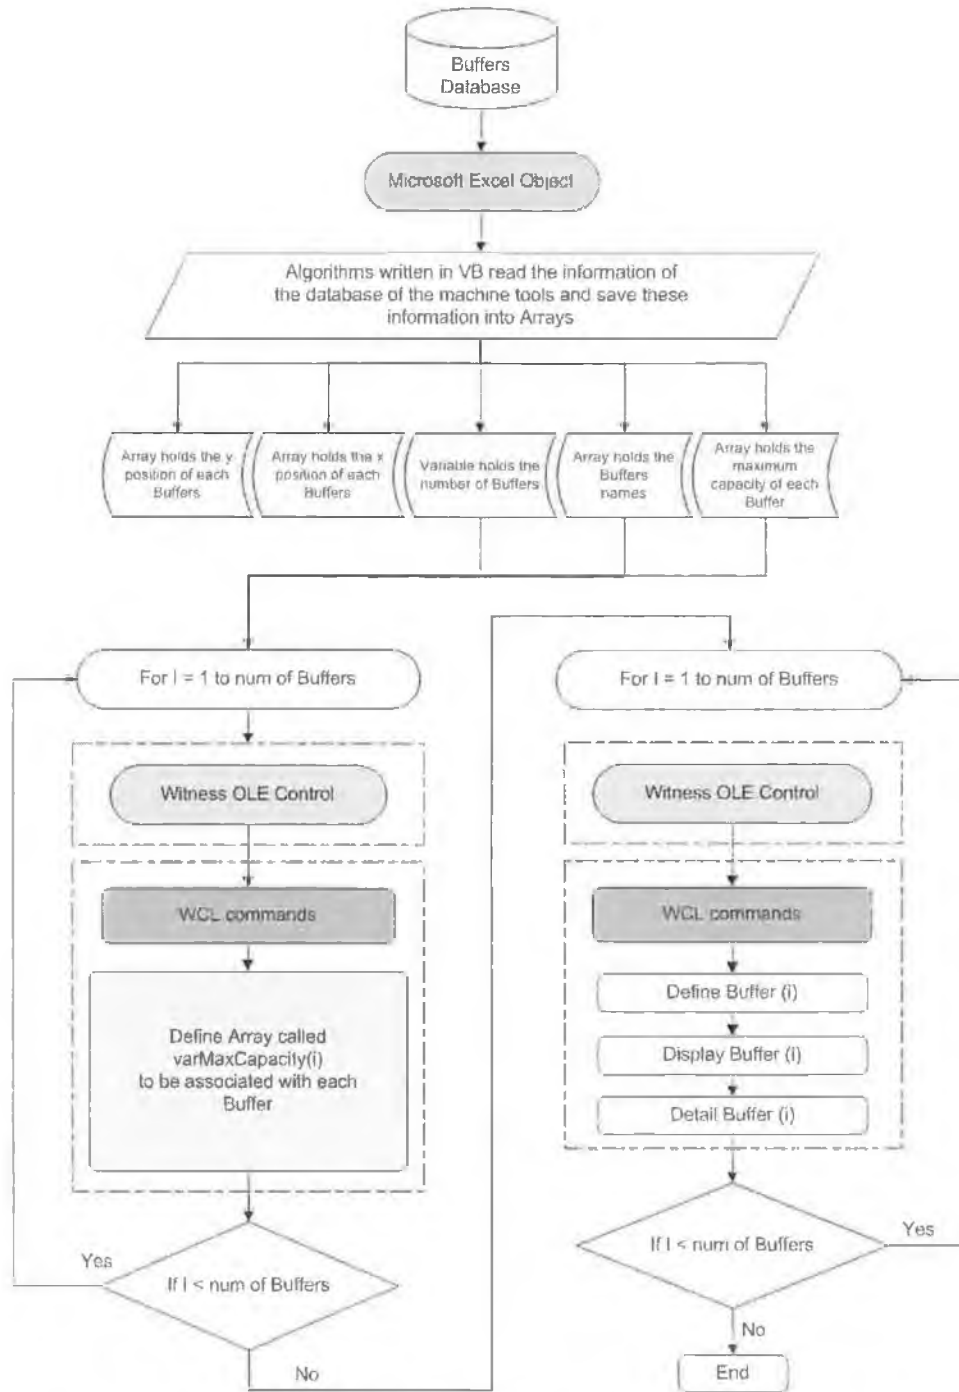 Buffers
Database
Microsoft Excel Object
Algorithms written in VB read the information of
the database of the machine tools and save these
information into Arrays
Array holds the y
position of each
Buffers
Array holds the x
position of each
Buffers
Variable holds the
number of Buffers
Array holds the
Buffers
names
Array holds the
maximum
capacity of each
Buffer
For I = 1 to num of Buffers
Witness OLE Control
WCL commands
Define Array called
varMaxCapacity(i)
to be associated with each
Buffer
Yes
If I < num of Buffers
No
For I = 1 to num of Buffers
Witness OLE Control
WCL commands
Define Buffer (i)
Display Buffer (i)
Detail Buffer (i)
If I < num of Buffers
Yes
No
End